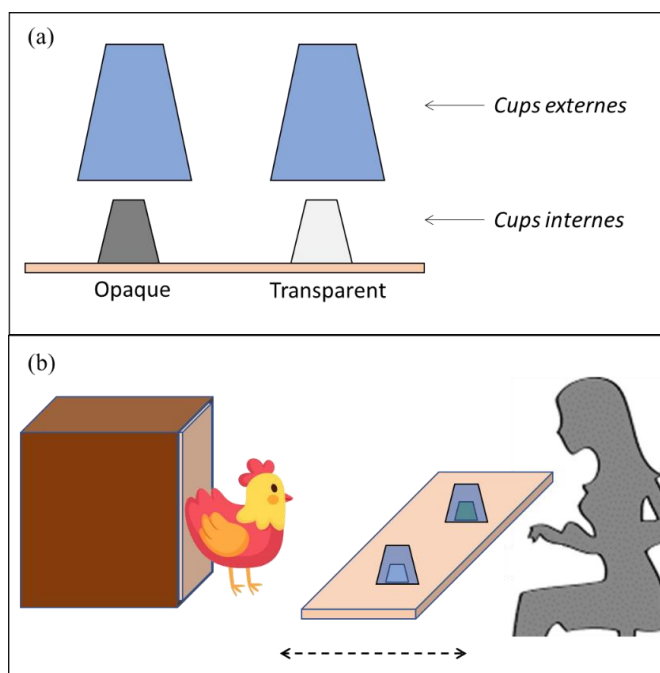 (a)
Cups externes
Cups internes
Opaque Transparent
(b)